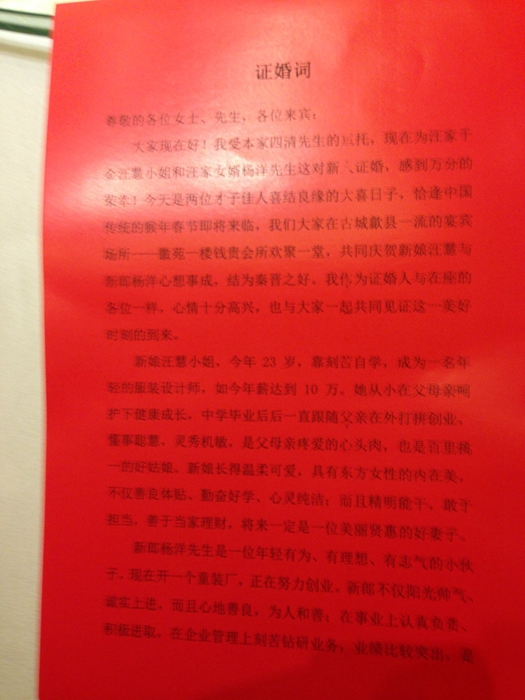 证婚词
尊敬的各位女士、先生，各位来宾：
大家现在好！我受本家四清先生的托，现在为汪家千
金汪慧小姐和汪家女婿杨洋先生这对新人证婚，感到万分的
荣幸！今天是两位才子佳人喜结良缘的大喜日子，恰逢中国
传统的猴年春节即将来临，我们大家在古城歙县一流的宴宾
场所——徽苑一楼钱贵会所欢聚一堂，共同庆贺新娘汪慧与
新郎杨洋心想事成，结为秦晋之好。我作为证婚人与在座的
各位一样，心情十分高兴，也与大家一起共同见证这一美好
时刻的到来。
新娘汪慧小姐，今年 23 岁，靠刻苦自学，成为一名年
轻的服装设计师，如今年薪达到 10 万。她从小在父母亲呵
护下健康成长，中学毕业后后一直跟随父亲在外打拼创业、
懂事聪慧，灵秀机敏，是父母亲疼爱的心头肉，也是百里挑
一的好姑娘。新娘长得温柔可爱，具有东方女性的内在美，
不仅善良体贴、勤奋好学、心灵纯洁；而且精明能干，敢于
担当，善于当家理财，将来一定是一位美丽贤惠的好妻子。
新郎杨洋先生是一位年轻有为、有理想、有志气的小伙
子。现在开一个童装厂，正在努力创业。新郎不仅阳光帅气、
诚实上进，而且心地善良，为人和善；在事业上认真负责、
积极进取，在企业管理上刻苦钻研业务，业绩比较突出，是